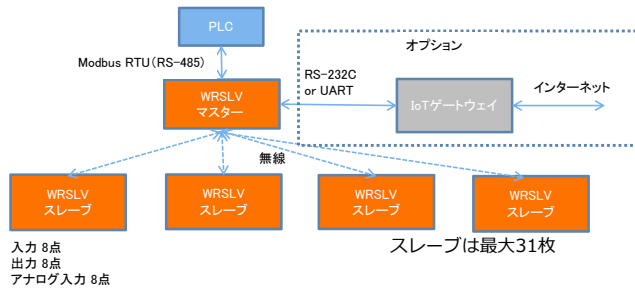 PLC
オプション
Modbus RTU(RS-485)
RS-232C
or UART
インターネット
WRSLV
マスター
IoTゲートウェイ
無線
WRSLV
スレーブ
WRSLV
スレーブ
WRSLV
スレーブ
WRSLV
スレーブ
スレーブは最大31枚
入力 8点
出力 8点
アナログ入力 8点